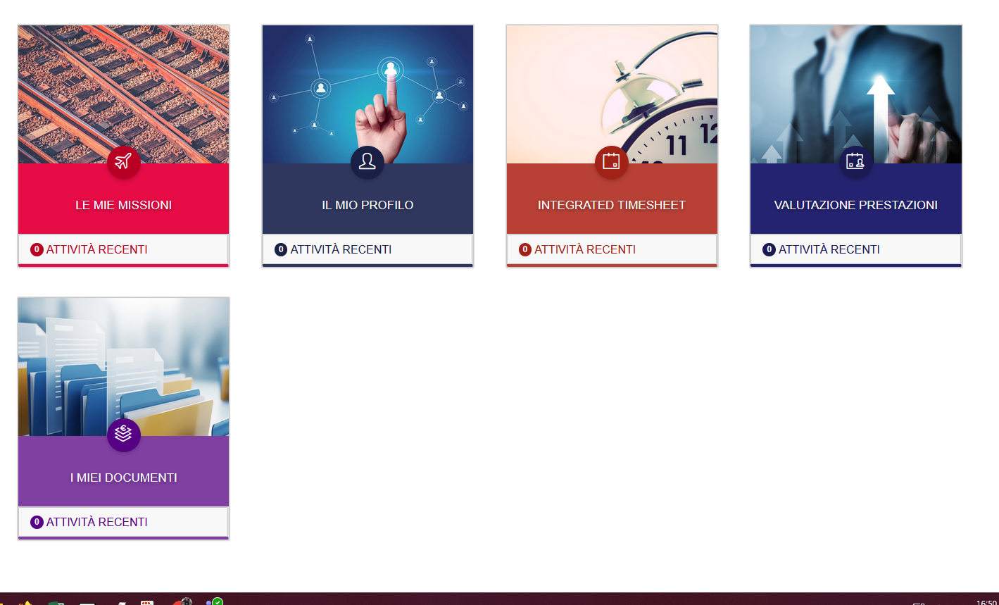 11
12
LE MIE MISSIONI
IL MIO PROFILO
INTEGRATED TIMESHEET
VALUTAZIONE PRESTAZIONI
0 ATTIVITÀ RECENTI
0 ATTIVITÀ RECENTI
0 ATTIVITÀ RECENTI
0 ATTIVITÀ RECENTI
€
I MIEI DOCUMENTI
0 ATTIVITÀ RECENTI
16:50